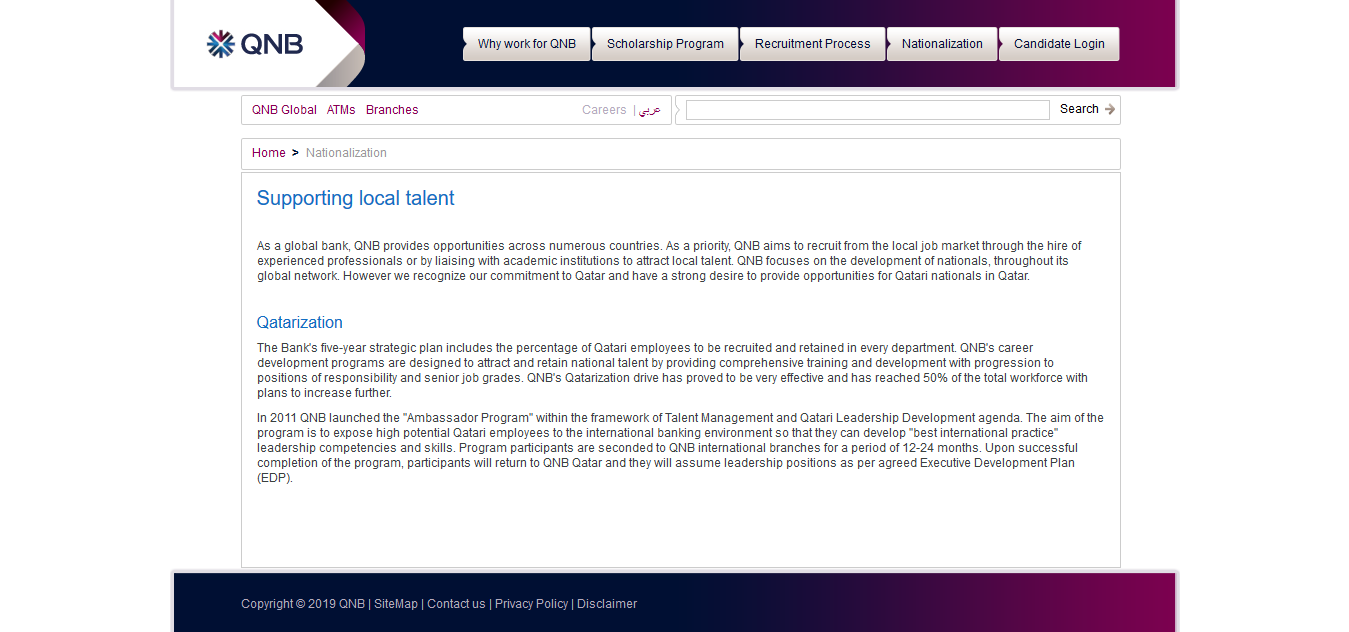 QNB
Why work for QNB
Scholarship Program
Recruitment Process
Nationalization
Candidate Login
QNB Global ATMs Branches
Careers | عربي
Search
Home > Nationalization
Supporting local talent
As a global bank, QNB provides opportunities across numerous countries. As a priority, QNB aims to recruit from the local job market through the hire of
experienced professionals or by liaising with academic institutions to attract local talent. QNB focuses on the development of nationals, throughout its
global network. However we recognize our commitment to Qatar and have a strong desire to provide opportunities for Qatari nationals in Qatar.
Qatarization
The Bank's five-year strategic plan includes the percentage of Qatari employees to be recruited and retained in every department. QNB's career
development programs are designed to attract and retain national talent by providing comprehensive training and development with progression to
positions of responsibility and senior job grades. QNB's Qatarization drive has proved to be very effective and has reached 50% of the total workforce with
plans to increase further.
In 2011 QNB launched the "Ambassador Program" within the framework of Talent Management and Qatari Leadership Development agenda. The aim of the
program is to expose high potential Qatari employees to the international banking environment so that they can develop "best international practice"
leadership competencies and skills. Program participants are seconded to QNB international branches for a period of 12-24 months. Upon successful
completion of the program, participants will return to QNB Qatar and they will assume leadership positions as per agreed Executive Development Plan
(EDP).
Copyright © 2019 QNB | SiteMap | Contact us | Privacy Policy | Disclaimer